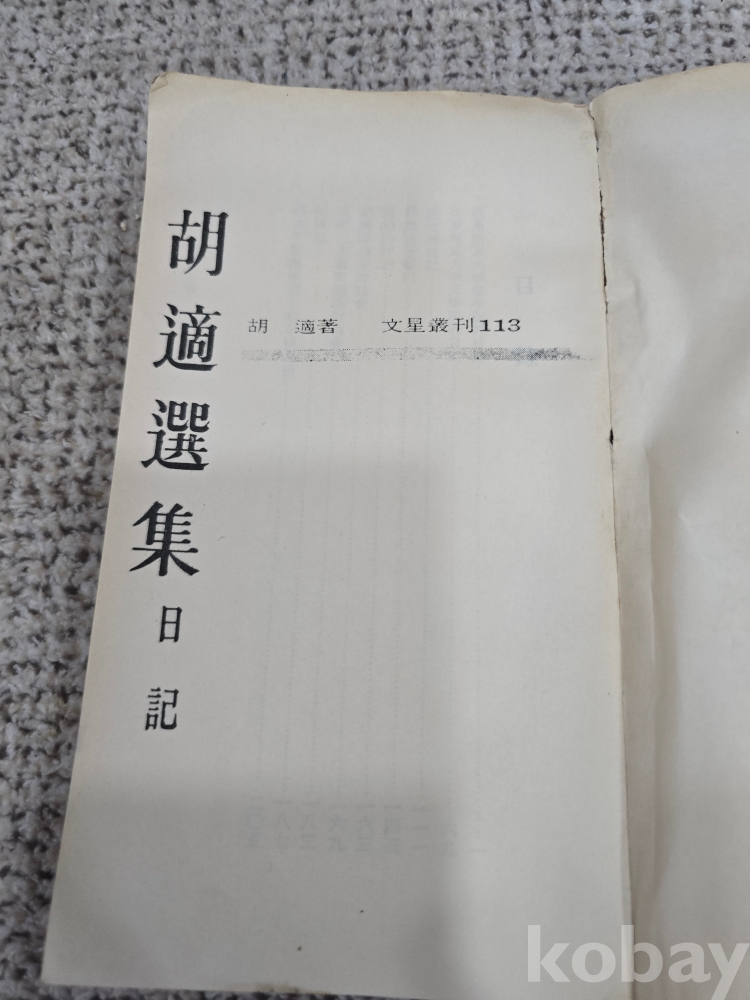 胡適選集
日記
胡 適著 文星叢刊113
kobay